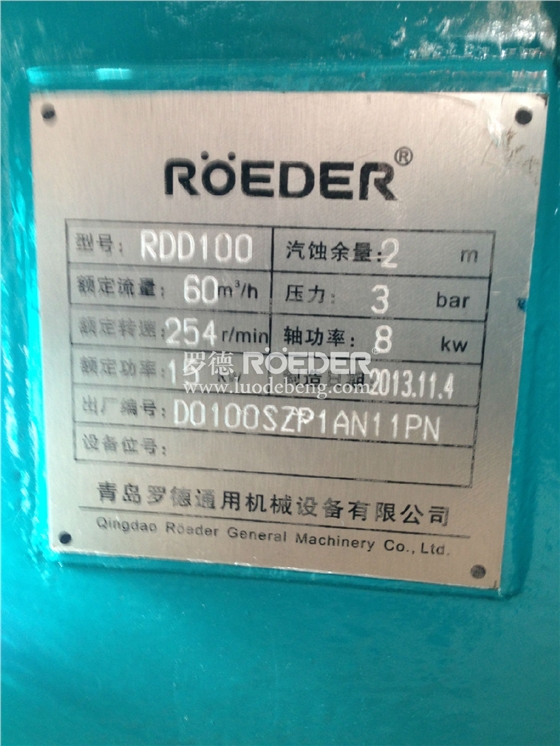 RÖEDER®
型号: RDD100 汽蚀余量: 2 m
额定流量: 60 m³/h 压力: 3 bar
额定转速: 254 r/min 轴功率: 8 kw
罗德 RÖEDER
额定功率: 2013.11.4
www.luodebeng.com
出厂编号: D0100SZP1AN11PN
设备位号:
青岛罗德通用机械设备有限公司
Qingdao Röeder General Machinery Co., Ltd.